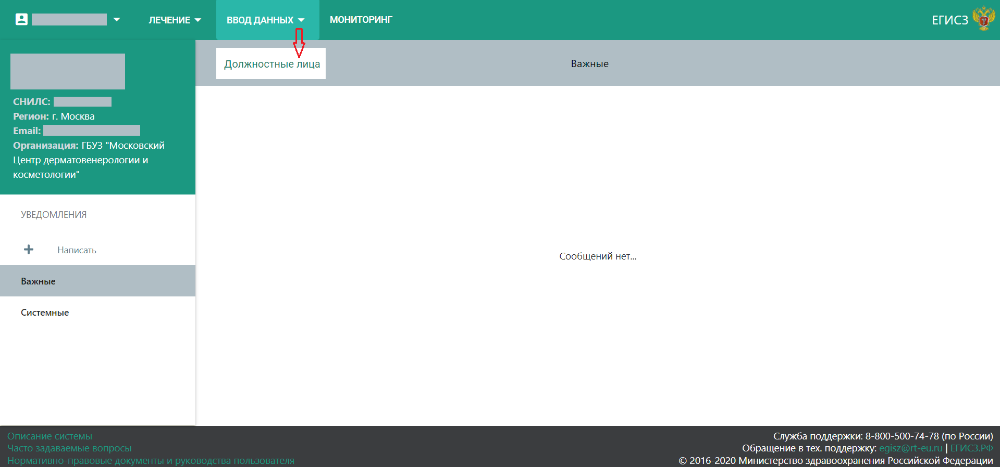 ЛЕЧЕНИЕ
ВВОД ДАННЫХ
МОНИТОРИНГ
ЕГИСЗ
Должностные лица
Важные
СНИЛС:
Регион: г. Москва
Email:
Организация: ГБУЗ "Московский
Центр дерматовенерологии и
косметологии"
УВЕДОМЛЕНИЯ
Написать
Важные
Системные
Сообщений нет...
Описание системы
Часто задаваемые вопросы
Нормативно-правовые документы и руководства пользователя
Служба поддержки: 8-800-500-74-78 (по России)
Обращение в тех. поддержку: egisz@rt-eu.ru | ЕГИСЗ.РФ
© 2016-2020 Министерство здравоохранения Российской Федерации